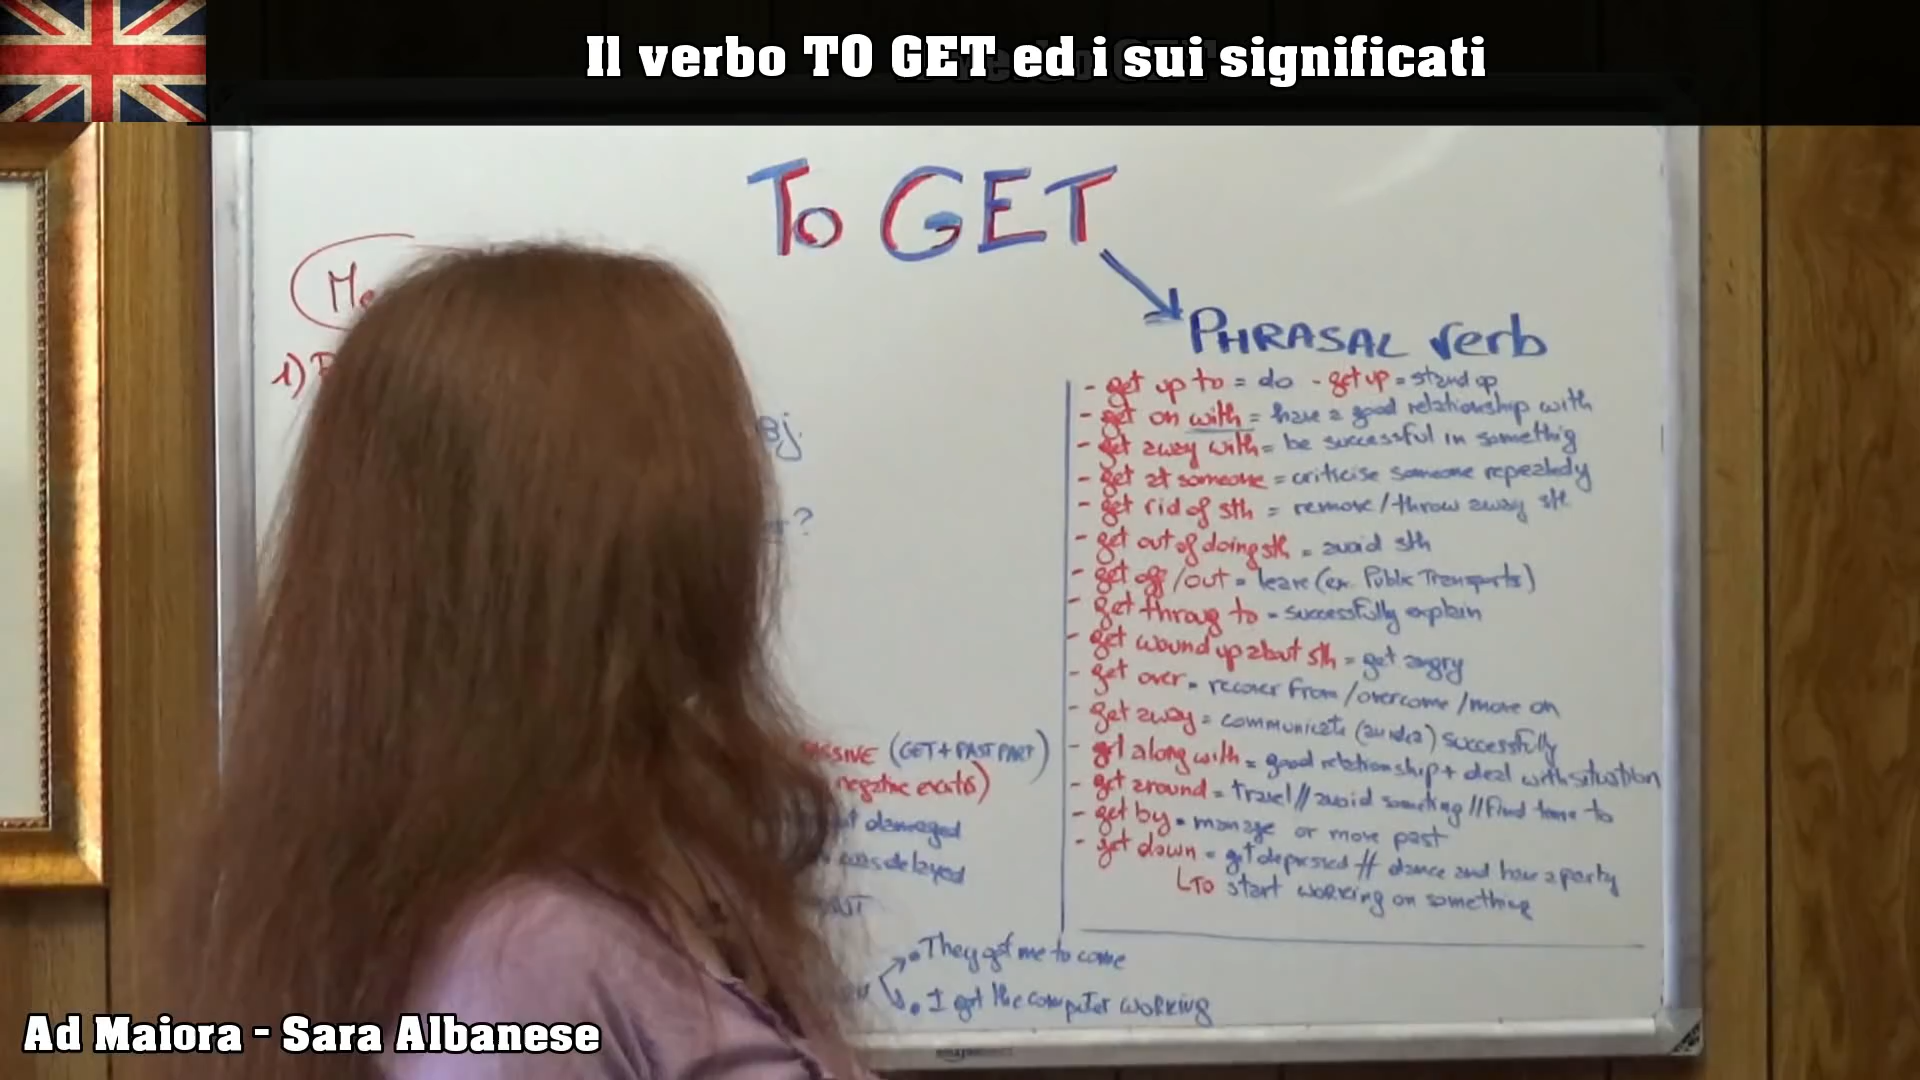 Il verbo TO GET ed i sui significati
To GET
Me
1)
PHRASAL verb
- get up to = do - get up = stand up
- get on with = have a good relationship with
- get away with = be successful in somethig
- get at someone = criticise someone repeatedly
- get rid of sth = remove / throw away sth
- get out of doing sth = avoid sth
- get off / out = leave (ex. Public Transports)
- get throug to = successfully explain
- get wound up about sth = get angry
- get over = recover from / overcome / move on
- get away = communicate successfully
- get along with = good relationship + deal with situation
- get around = travel // avoid something // Find time to
- get by = manage or move past
- get down = get depressed // dance and have a party
TO start working on something
(GET + PAST PART)
negative
damaged
was delayed
• They got me to come
• I got the computer working
Ad Maiora - Sara Albanese